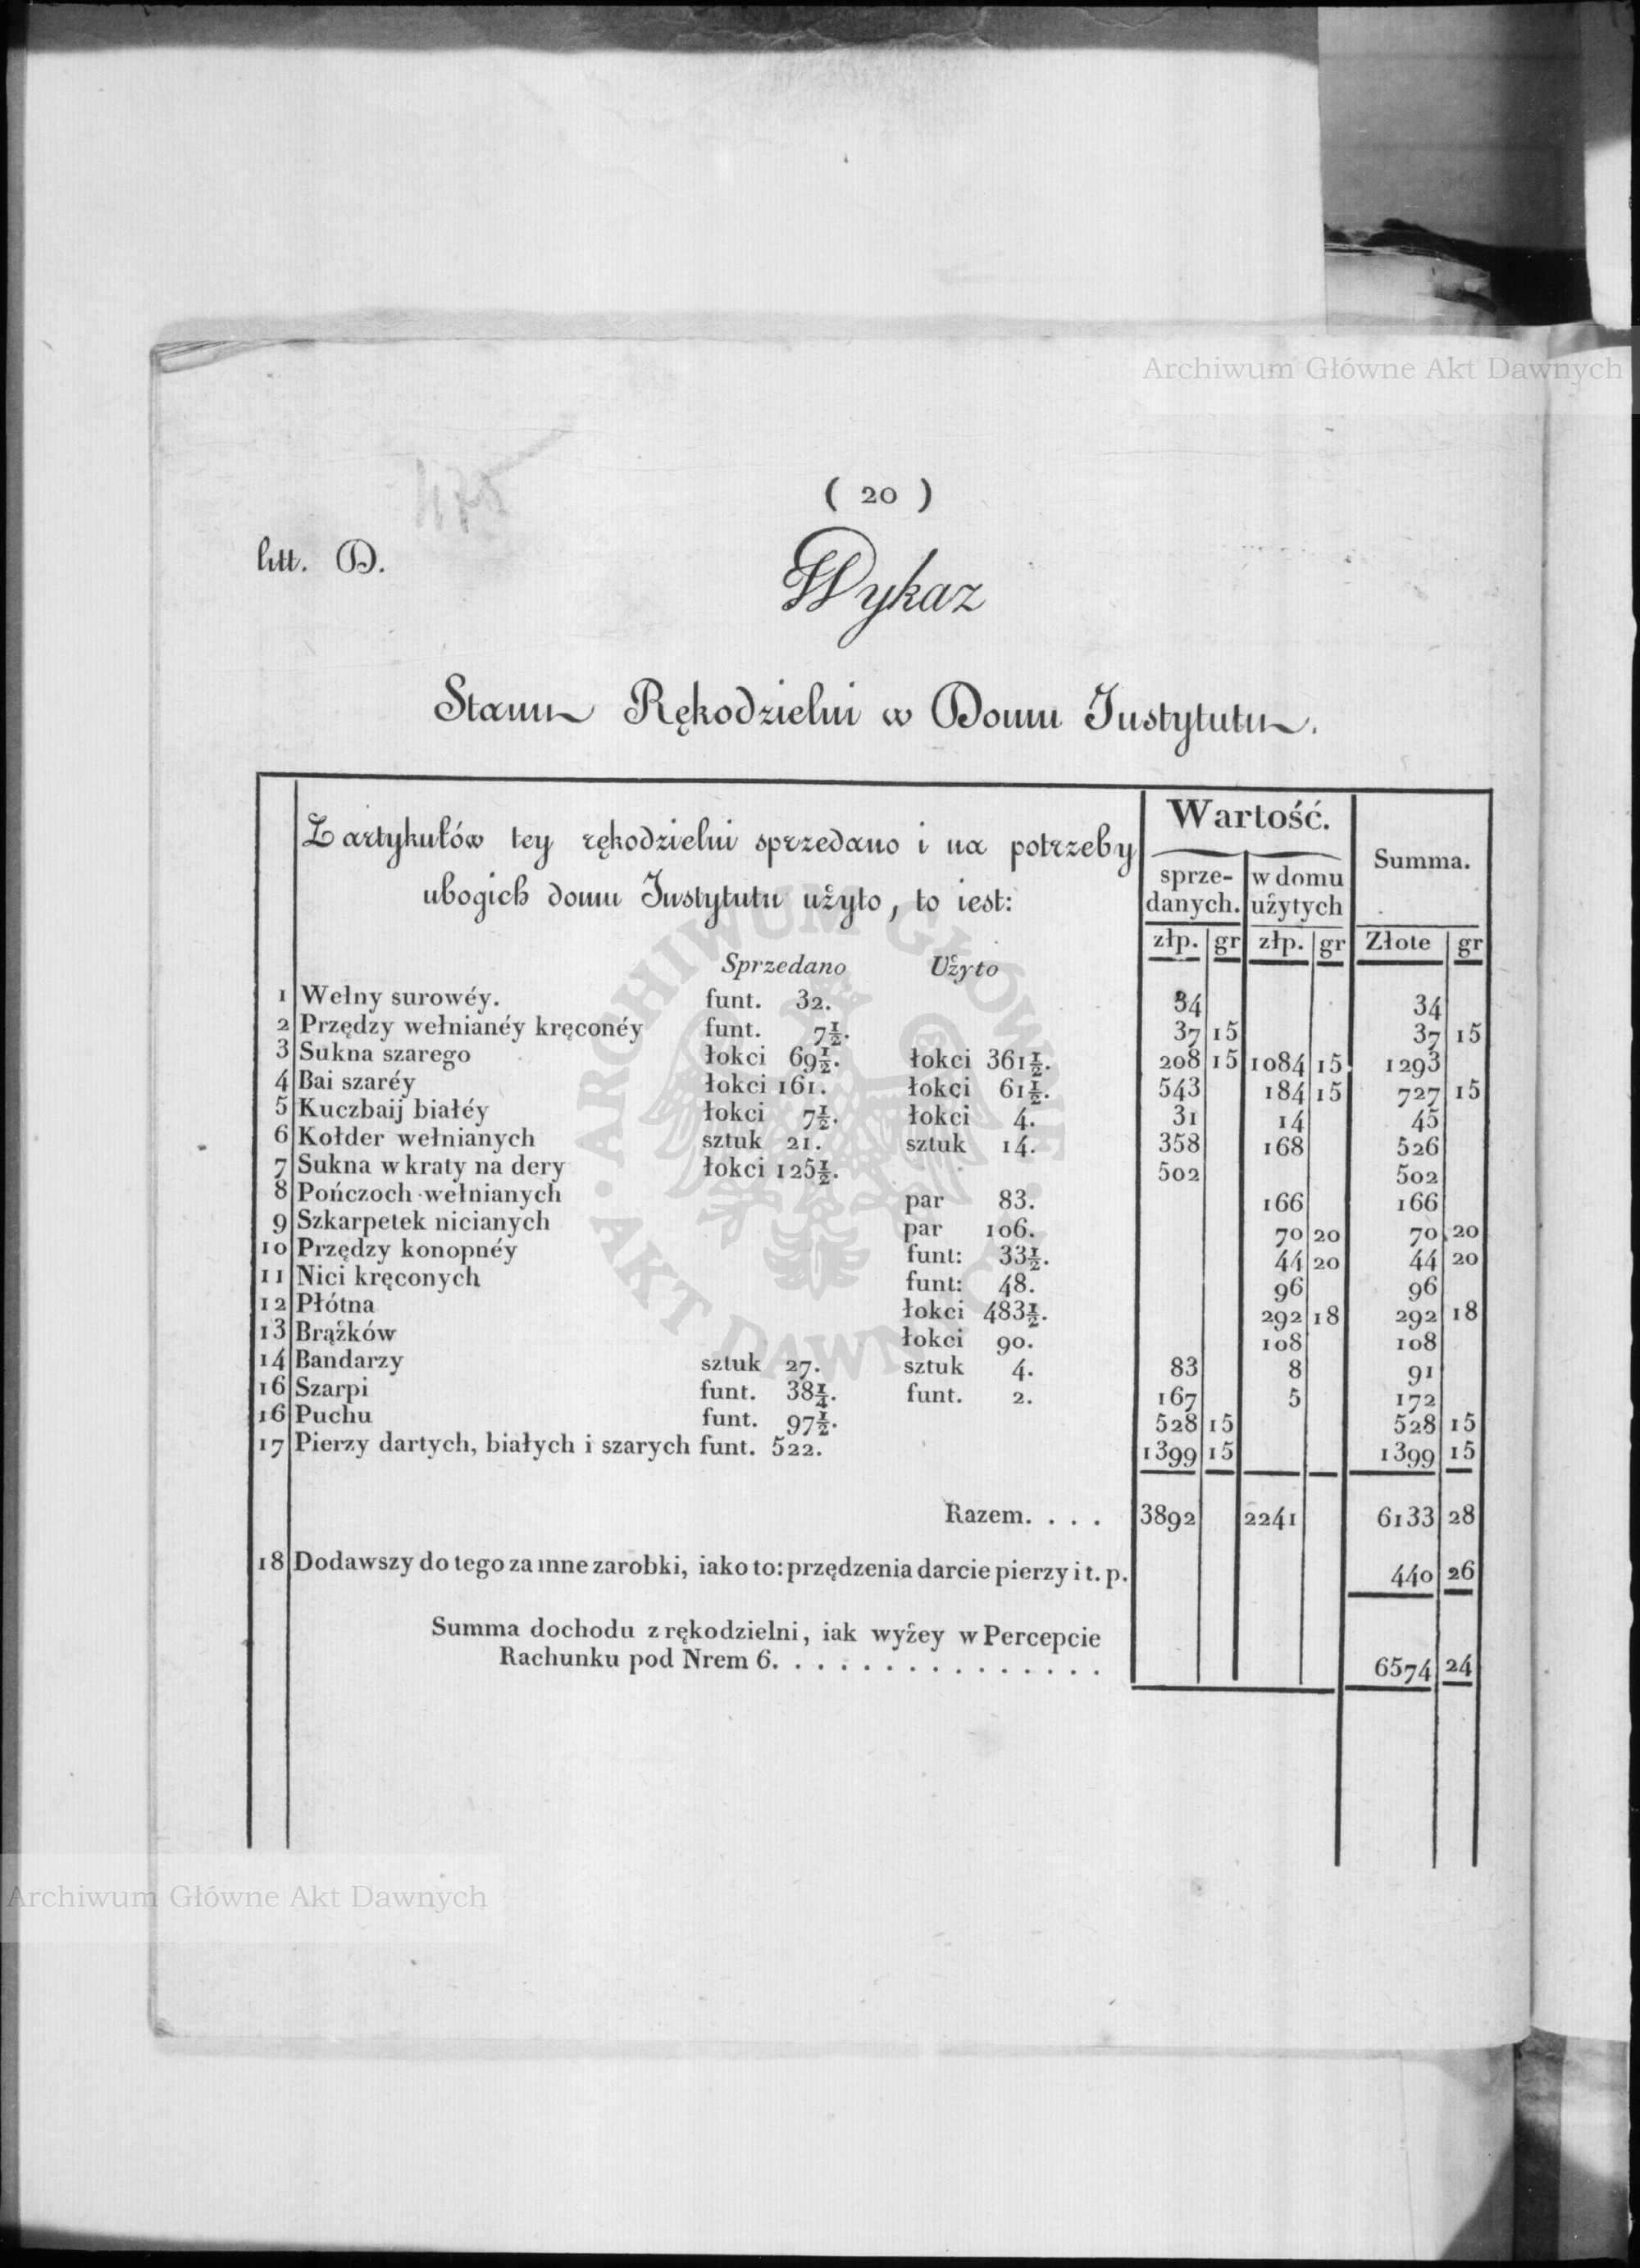 Archiwum Główne Akt Dawnych
( 20 )
litt. D.
Wykaz
Stanu Rękodzielni w Domu Instytutu.
Z artykułów tey rękodzielni sprzedano i na potrzeby
ubogich domu Instytutu użyto, to iest:
Wartość.
sprze-
danych.
w domu
użytych
Summa.
złp. gr złp. gr Złote gr
Sprzedano Użyto
1 Wełny surowéy. funt. 32. 34 34
2 Przędzy wełnianéy kręconéy funt. 7½. 37 15 37 15
3 Sukna szarego łokci 69½. łokci 361½. 208 15 1084 15 1293
4 Bai szaréy łokci 161. łokci 61½. 543 184 15 727 15
5 Kuczbaij białéy łokci 7½. łokci 4. 31 14 45
6 Kołder wełnianych sztuk 21. sztuk 14. 358 168 526
7 Sukna w kraty na dery łokci 125½. 502 502
8 Pończoch wełnianych par 83. 166 166
9 Szkarpetek nicianych par 106. 70 20 70 20
10 Przędzy konopnéy funt: 33½. 44 20 44 20
11 Nici kręconych funt: 48. 96 96
12 Płótna łokci 483½. 292 18 292 18
13 Brążków łokci 90. 108 108
14 Bandarzy sztuk 27. sztuk 4. 83 8 91
16 Szarpi funt. 38¼. funt. 2. 167 5 172
16 Puchu funt. 97½. 528 15 528 15
17 Pierzy dartych, białych i szarych funt. 522. 1399 15 1399 15
Razem. . . . 3892 2241 6133 28
18 Dodawszy do tego za inne zarobki, iako to: przędzenia darcie pierzy i t. p. 440 26
Summa dochodu z rękodzielni, iak wyżey w Percepcie
Rachunku pod Nrem 6. . . . . . . . . . . . . . . . 6574 24
ARCHIWUM GŁÓWNE AKT DAWNYCH
Archiwum Główne Akt Dawnych